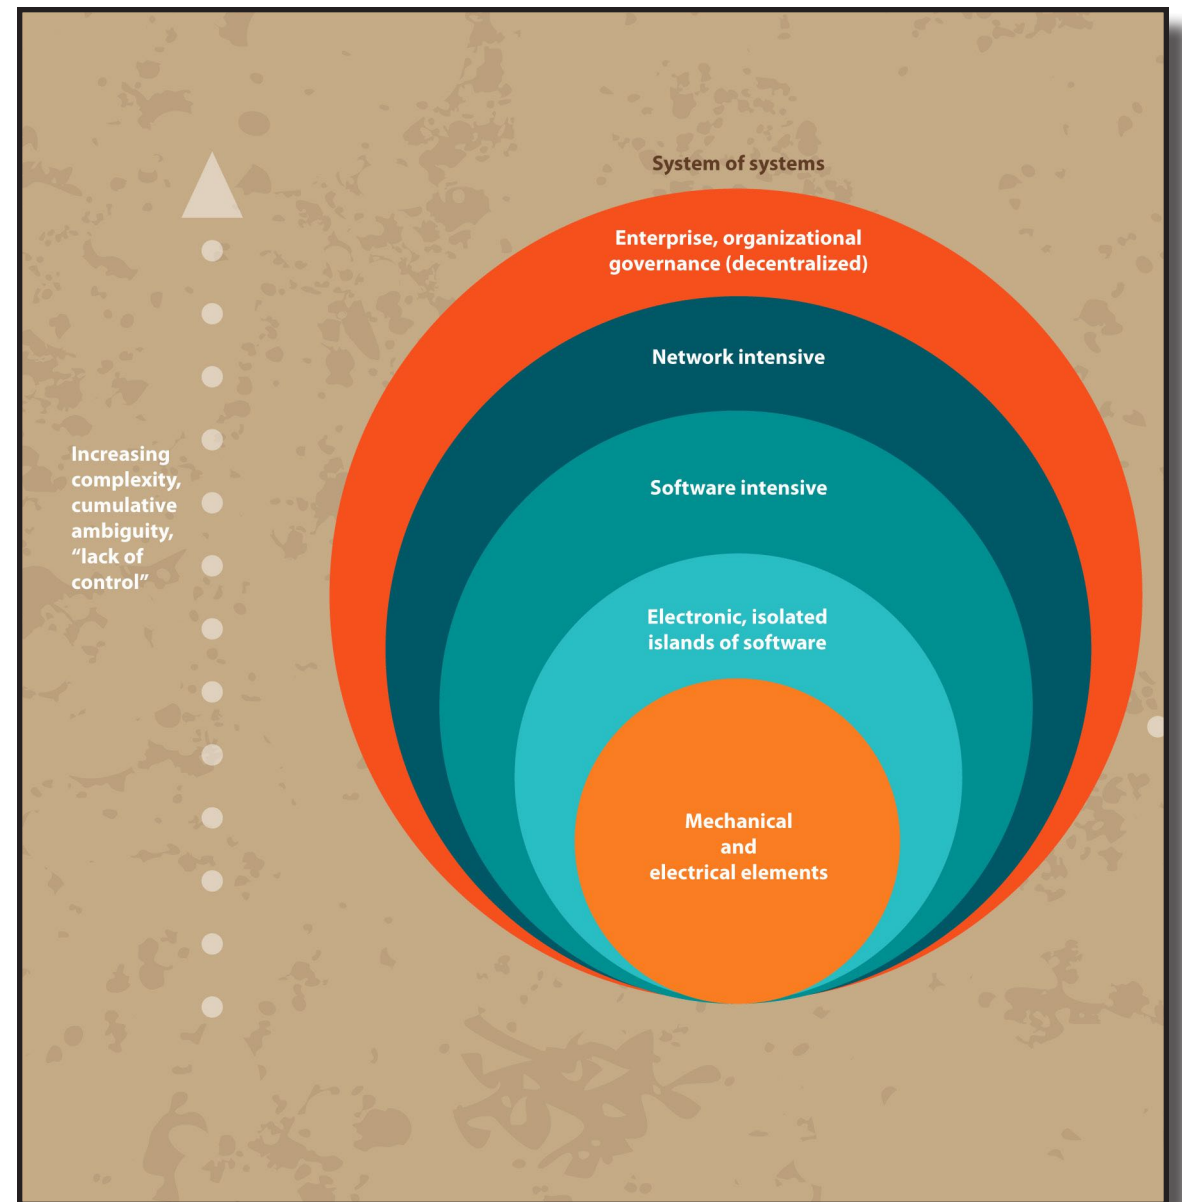 System of systems
Enterprise, organizational
governance (decentralized)
Network intensive
Software intensive
Electronic, isolated
islands of software
Mechanical
and
electrical elements
Increasing
complexity,
cumulative
ambiguity,
“lack of
control”